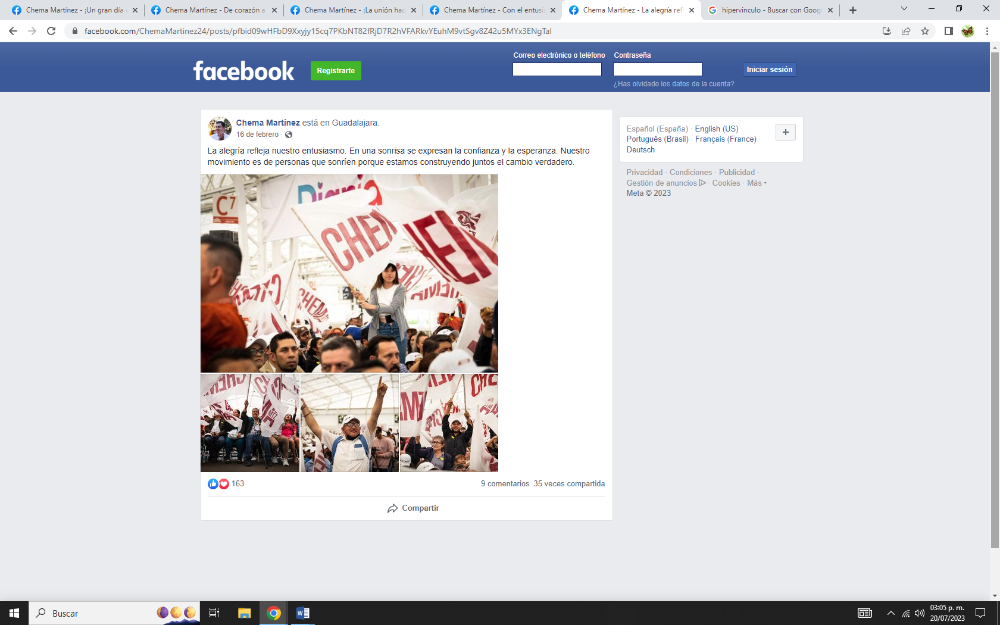 Chema Martínez - ¡Un gran día
Chema Martínez - De corazón a
Chema Martínez - ¡La unión hac
Chema Martínez - Con el entusia
Chema Martínez - La alegría ref
hipervinculo - Buscar con Googl
facebook.com/ChemaMartinez24/posts/pfbid09wHFbD9Xxyjy15cq7PKbNT82fRjD7R2hVFARkvYEuhM9vtSgv8Z42u5MYx3ENgTal
Correo electrónico o teléfono
Contraseña
facebook
Registrarte
Iniciar sesión
¿Has olvidado los datos de la cuenta?
Chema Martínez está en Guadalajara.
16 de febrero ·
La alegría refleja nuestro entusiasmo. En una sonrisa se expresan la confianza y la esperanza. Nuestro
movimiento es de personas que sonríen porque estamos construyendo juntos el cambio verdadero.
C7
CHEM
CHEM
163
9 comentarios 35 veces compartida
Compartir
Español (España) · English (US) ·
Português (Brasil) · Français (France) ·
Deutsch
Privacidad · Condiciones · Publicidad ·
Gestión de anuncios · Cookies · Más
Meta © 2023
Buscar
03:05 p. m.
20/07/2023